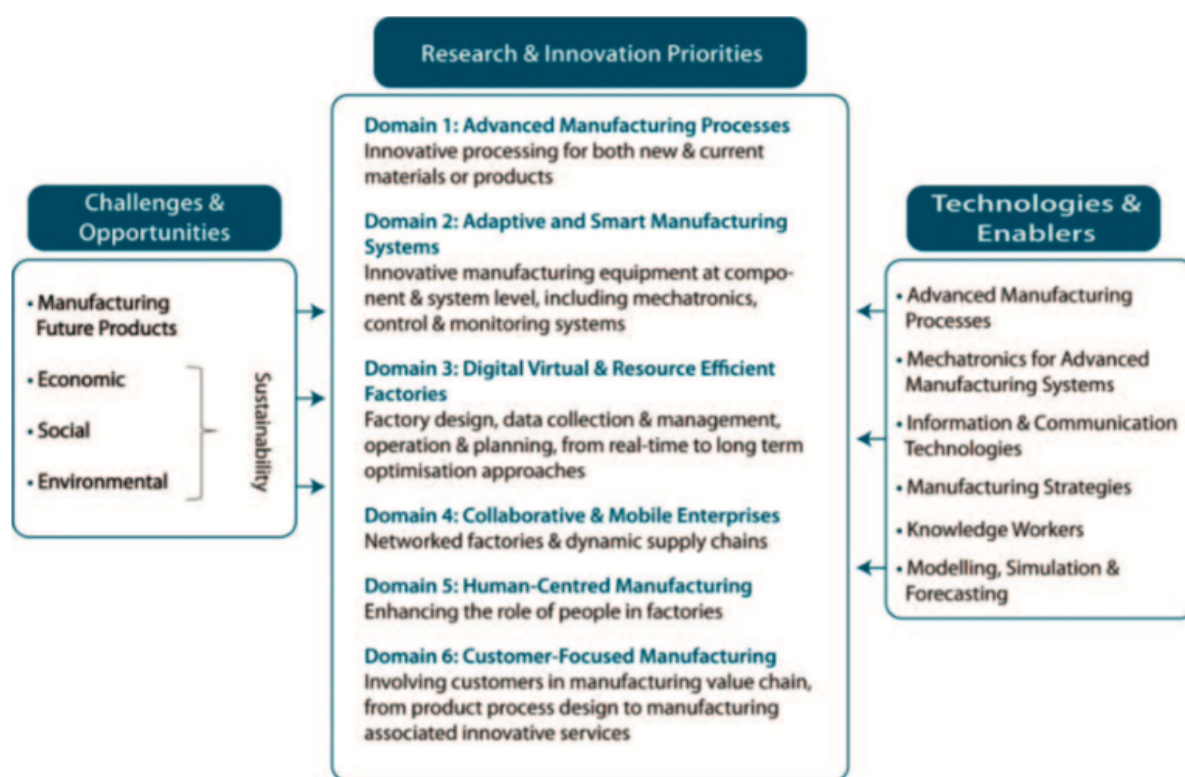 Research & Innovation Priorities
Challenges &
Opportunities
• Manufacturing
Future Products
• Economic
• Social
• Environmental
Sustainability
Domain 1: Advanced Manufacturing Processes
Innovative processing for both new & current
materials or products
Domain 2: Adaptive and Smart Manufacturing
Systems
Innovative manufacturing equipment at compo-
nent & system level, including mechatronics,
control & monitoring systems
Domain 3: Digital Virtual & Resource Efficient
Factories
Factory design, data collection & management,
operation & planning, from real-time to long term
optimisation approaches
Domain 4: Collaborative & Mobile Enterprises
Networked factories & dynamic supply chains
Domain 5: Human-Centred Manufacturing
Enhancing the role of people in factories
Domain 6: Customer-Focused Manufacturing
Involving customers in manufacturing value chain,
from product process design to manufacturing
associated innovative services
Technologies &
Enablers
• Advanced Manufacturing
Processes
• Mechatronics for Advanced
Manufacturing Systems
• Information & Communication
Technologies
• Manufacturing Strategies
• Knowledge Workers
• Modelling, Simulation &
Forecasting